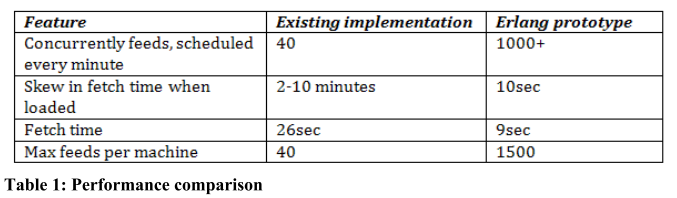 Feature Existing implementation Erlang prototype
Concurrently feeds, scheduled 40 1000+
every minute
Skew in fetch time when 2-10 minutes 10sec
loaded
Fetch time 26sec 9sec
Max feeds per machine 40 1500
Table 1: Performance comparison